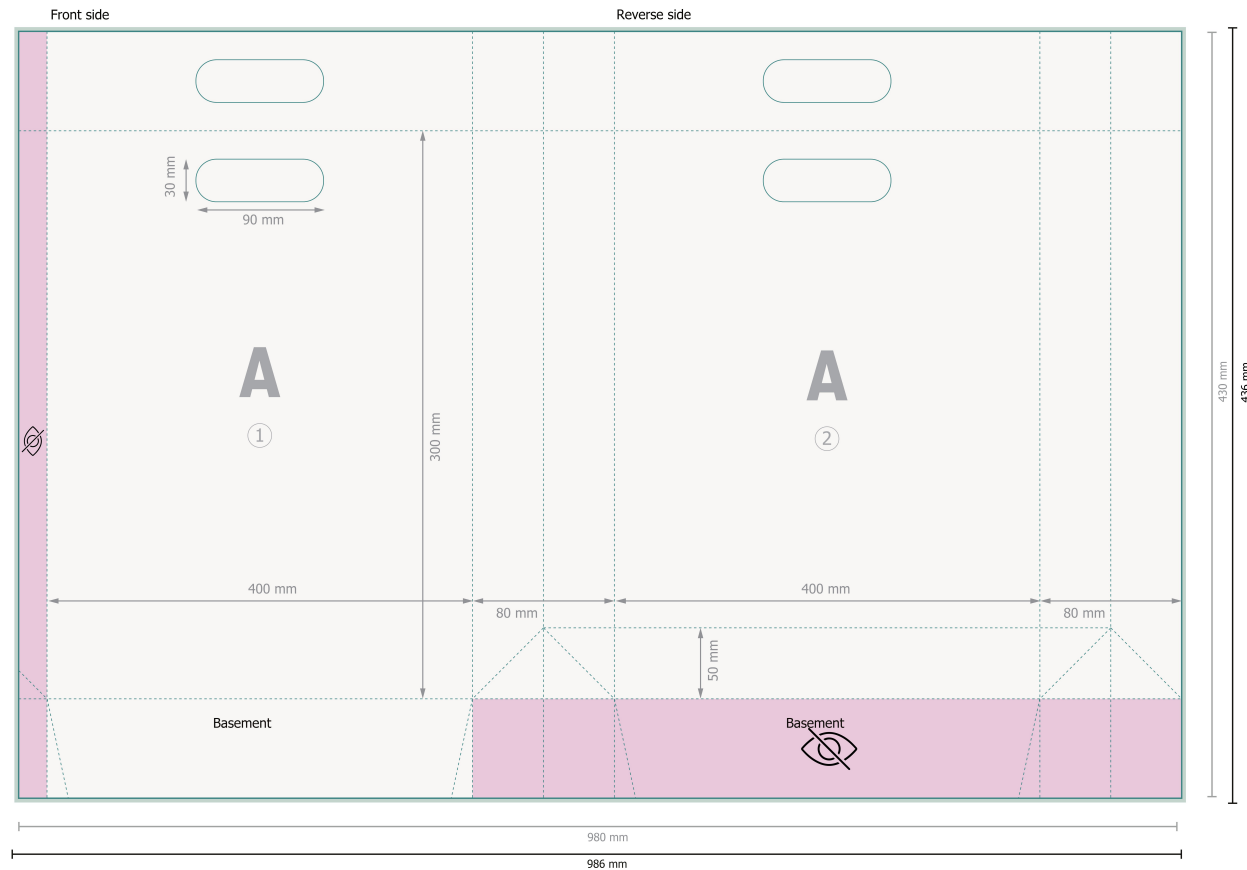 Front side
Reverse side
30 mm
90 mm
A
1
300 mm
A
2
430 mm
436 mm
400 mm
80 mm
400 mm
80 mm
50 mm
Basement
Basement
980 mm
986 mm